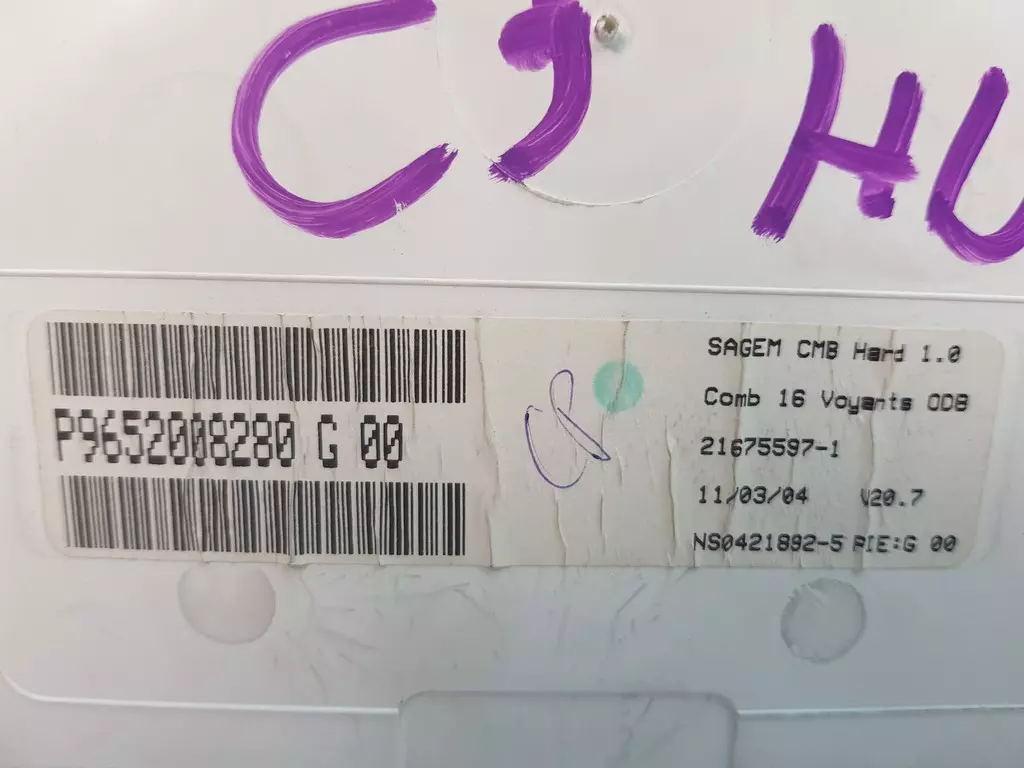 C3 HU
P9652008280 G 00
SAGEM CMB Hard 1.0
Comb 16 Voyants ODB
21675597-1
11/03/04 V20.7
NS0421892-5 PIE:G 00